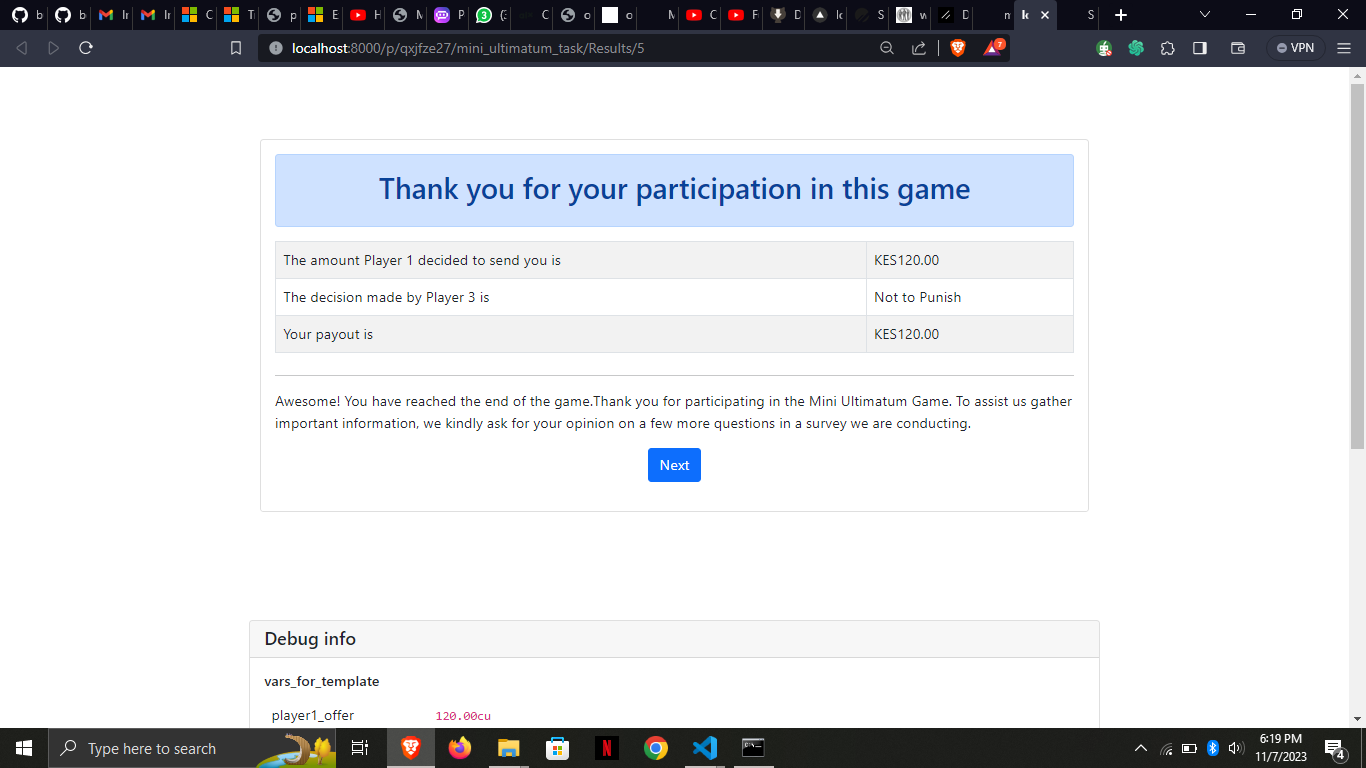 localhost:8000/p/qxjfze27/mini_ultimatum_task/Results/5
7
VPN
Thank you for your participation in this game
The amount Player 1 decided to send you is KES120.00
The decision made by Player 3 is Not to Punish
Your payout is KES120.00
Awesome! You have reached the end of the game.Thank you for participating in the Mini Ultimatum Game. To assist us gather
important information, we kindly ask for your opinion on a few more questions in a survey we are conducting.
Next
Debug info
vars_for_template
player1_offer 120.00cu
Type here to search
6:19 PM
11/7/2023
4